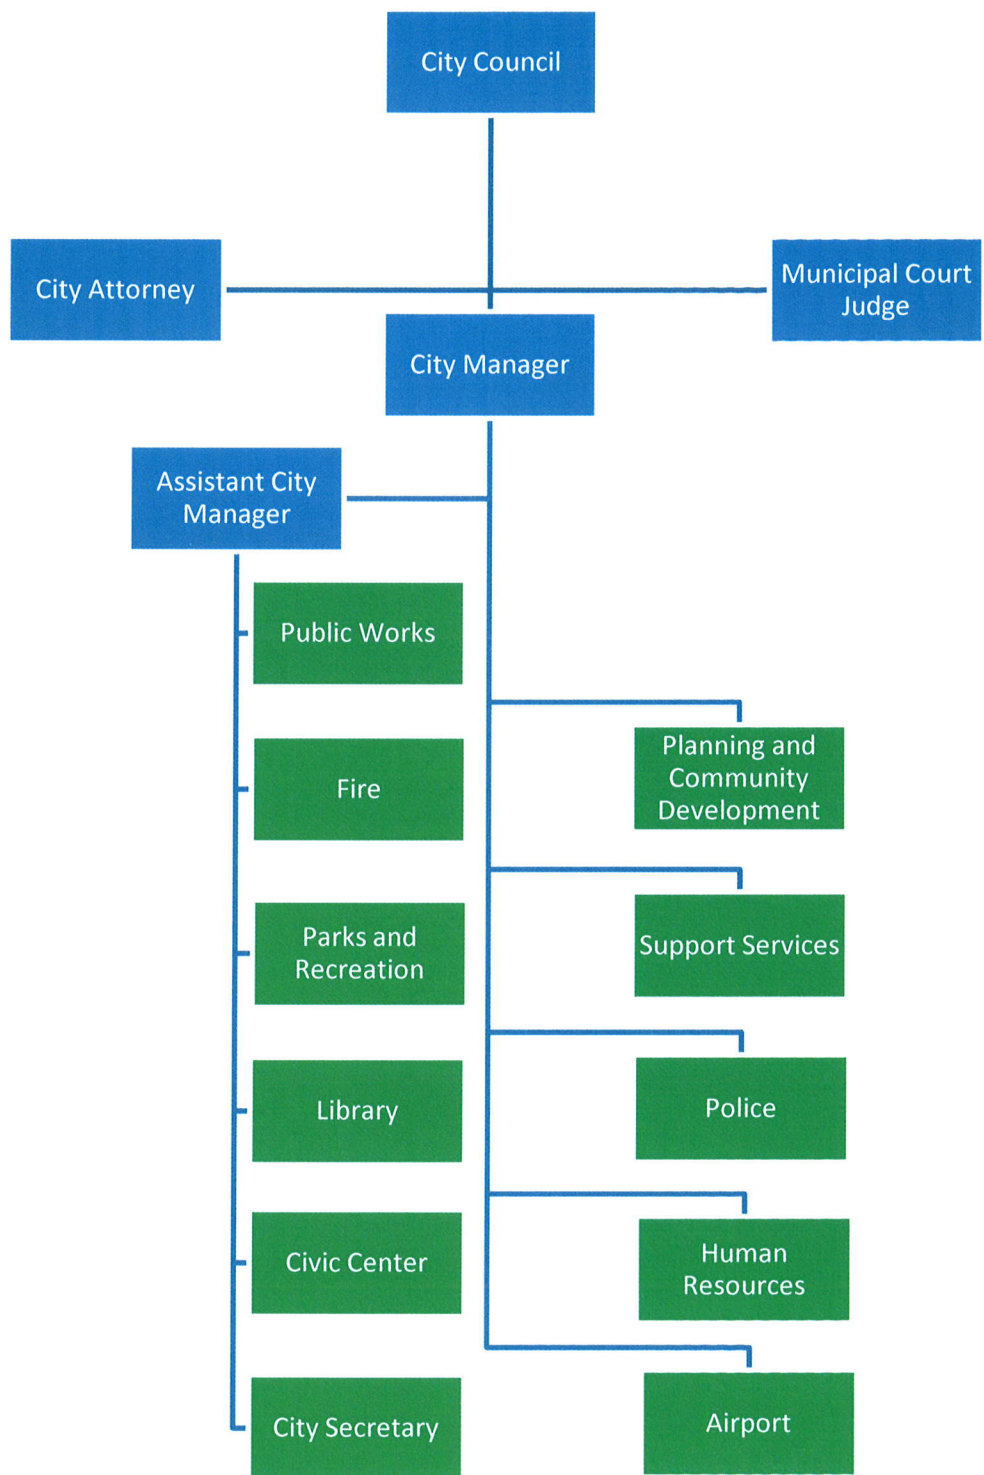 City Council
City Attorney
Municipal Court
Judge
City Manager
Assistant City
Manager
Public Works
Fire
Parks and
Recreation
Library
Civic Center
City Secretary
Planning and
Community
Development
Support Services
Police
Human
Resources
Airport